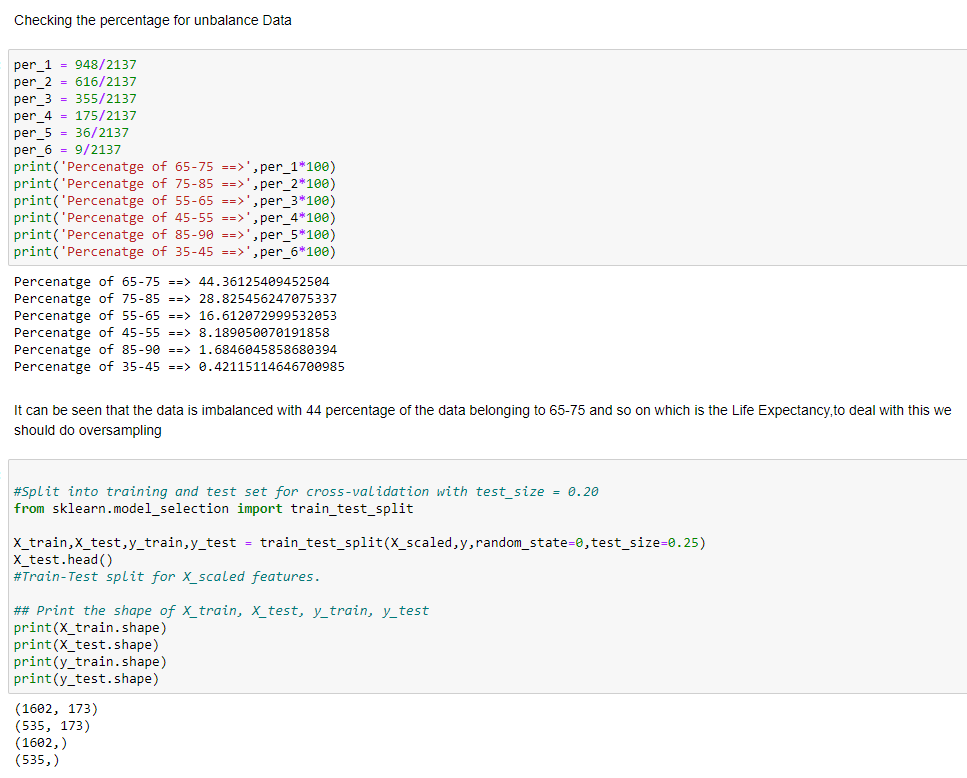 Checking the percentage for unbalance Data
per_1 = 948/2137
per_2 = 616/2137
per_3 = 355/2137
per_4 = 175/2137
per_5 = 36/2137
per_6 = 9/2137
print('Percenatge of 65-75 ==>',per_1*100)
print('Percenatge of 75-85 ==>',per_2*100)
print('Percenatge of 55-65 ==>',per_3*100)
print('Percenatge of 45-55 ==>',per_4*100)
print('Percenatge of 85-90 ==>',per_5*100)
print('Percenatge of 35-45 ==>',per_6*100)
Percenatge of 65-75 ==> 44.36125409452504
Percenatge of 75-85 ==> 28.825456247075337
Percenatge of 55-65 ==> 16.612072999532053
Percenatge of 45-55 ==> 8.189050070191858
Percenatge of 85-90 ==> 1.6846045858680394
Percenatge of 35-45 ==> 0.42115114646700985
It can be seen that the data is imbalanced with 44 percentage of the data belonging to 65-75 and so on which is the Life Expectancy,to deal with this we
should do oversampling
#Split into training and test set for cross-validation with test_size = 0.20
from sklearn.model_selection import train_test_split
X_train,X_test,y_train,y_test = train_test_split(X_scaled,y,random_state=0,test_size=0.25)
X_test.head()
#Train-Test split for X_scaled features.
## Print the shape of X_train, X_test, y_train, y_test
print(X_train.shape)
print(X_test.shape)
print(y_train.shape)
print(y_test.shape)
(1602, 173)
(535, 173)
(1602,)
(535,)